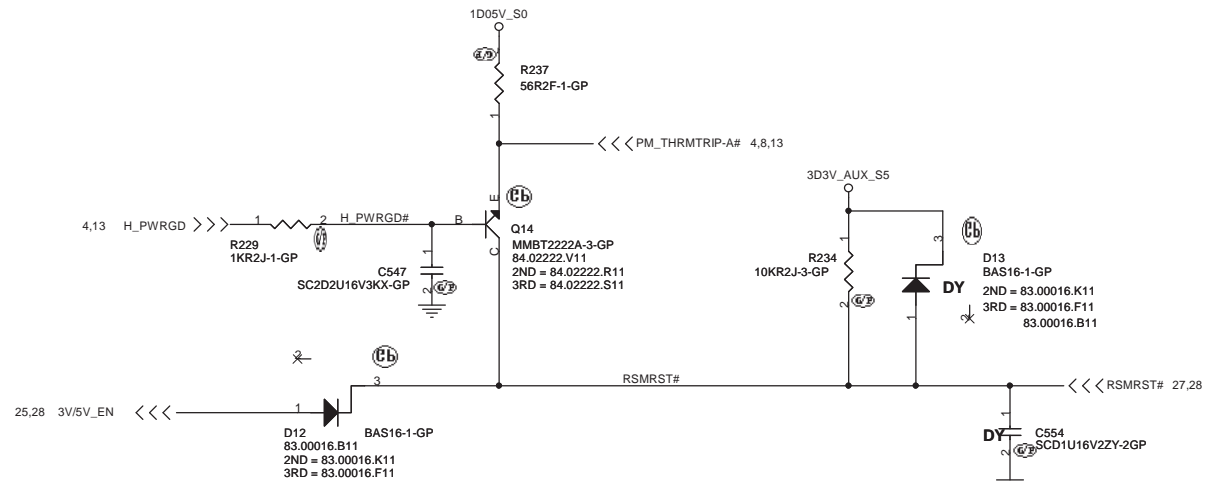 1D05V_S0
R237
56R2F-1-GP
1
PM_THRMTRIP-A# 4,8,13
3D3V_AUX_S5
E
4,13 H_PWRGD
1
2
H_PWRGD#
B
Q14
MMBT2222A-3-GP
84.02222.V11
2ND = 84.02222.R11
3RD = 84.02222.S11
C
R229
1KR2J-1-GP
1
C547
SC2D2U16V3KX-GP
2
1
R234
10KR2J-3-GP
2
3
D13
BAS16-1-GP
DY
2ND = 83.00016.K11
3RD = 83.00016.F11
83.00016.B11
1
2
2
3
RSMRST#
RSMRST# 27,28
25,28 3V/5V_EN
1
D12
BAS16-1-GP
83.00016.B11
2ND = 83.00016.K11
3RD = 83.00016.F11
1
DY
C554
SCD1U16V2ZY-2GP
2